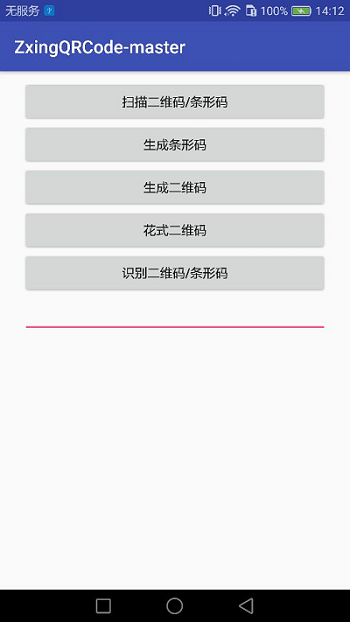 无服务 100% 14:12
ZxingQRCode-master
扫描二维码/条形码
生成条形码
生成二维码
花式二维码
识别二维码/条形码